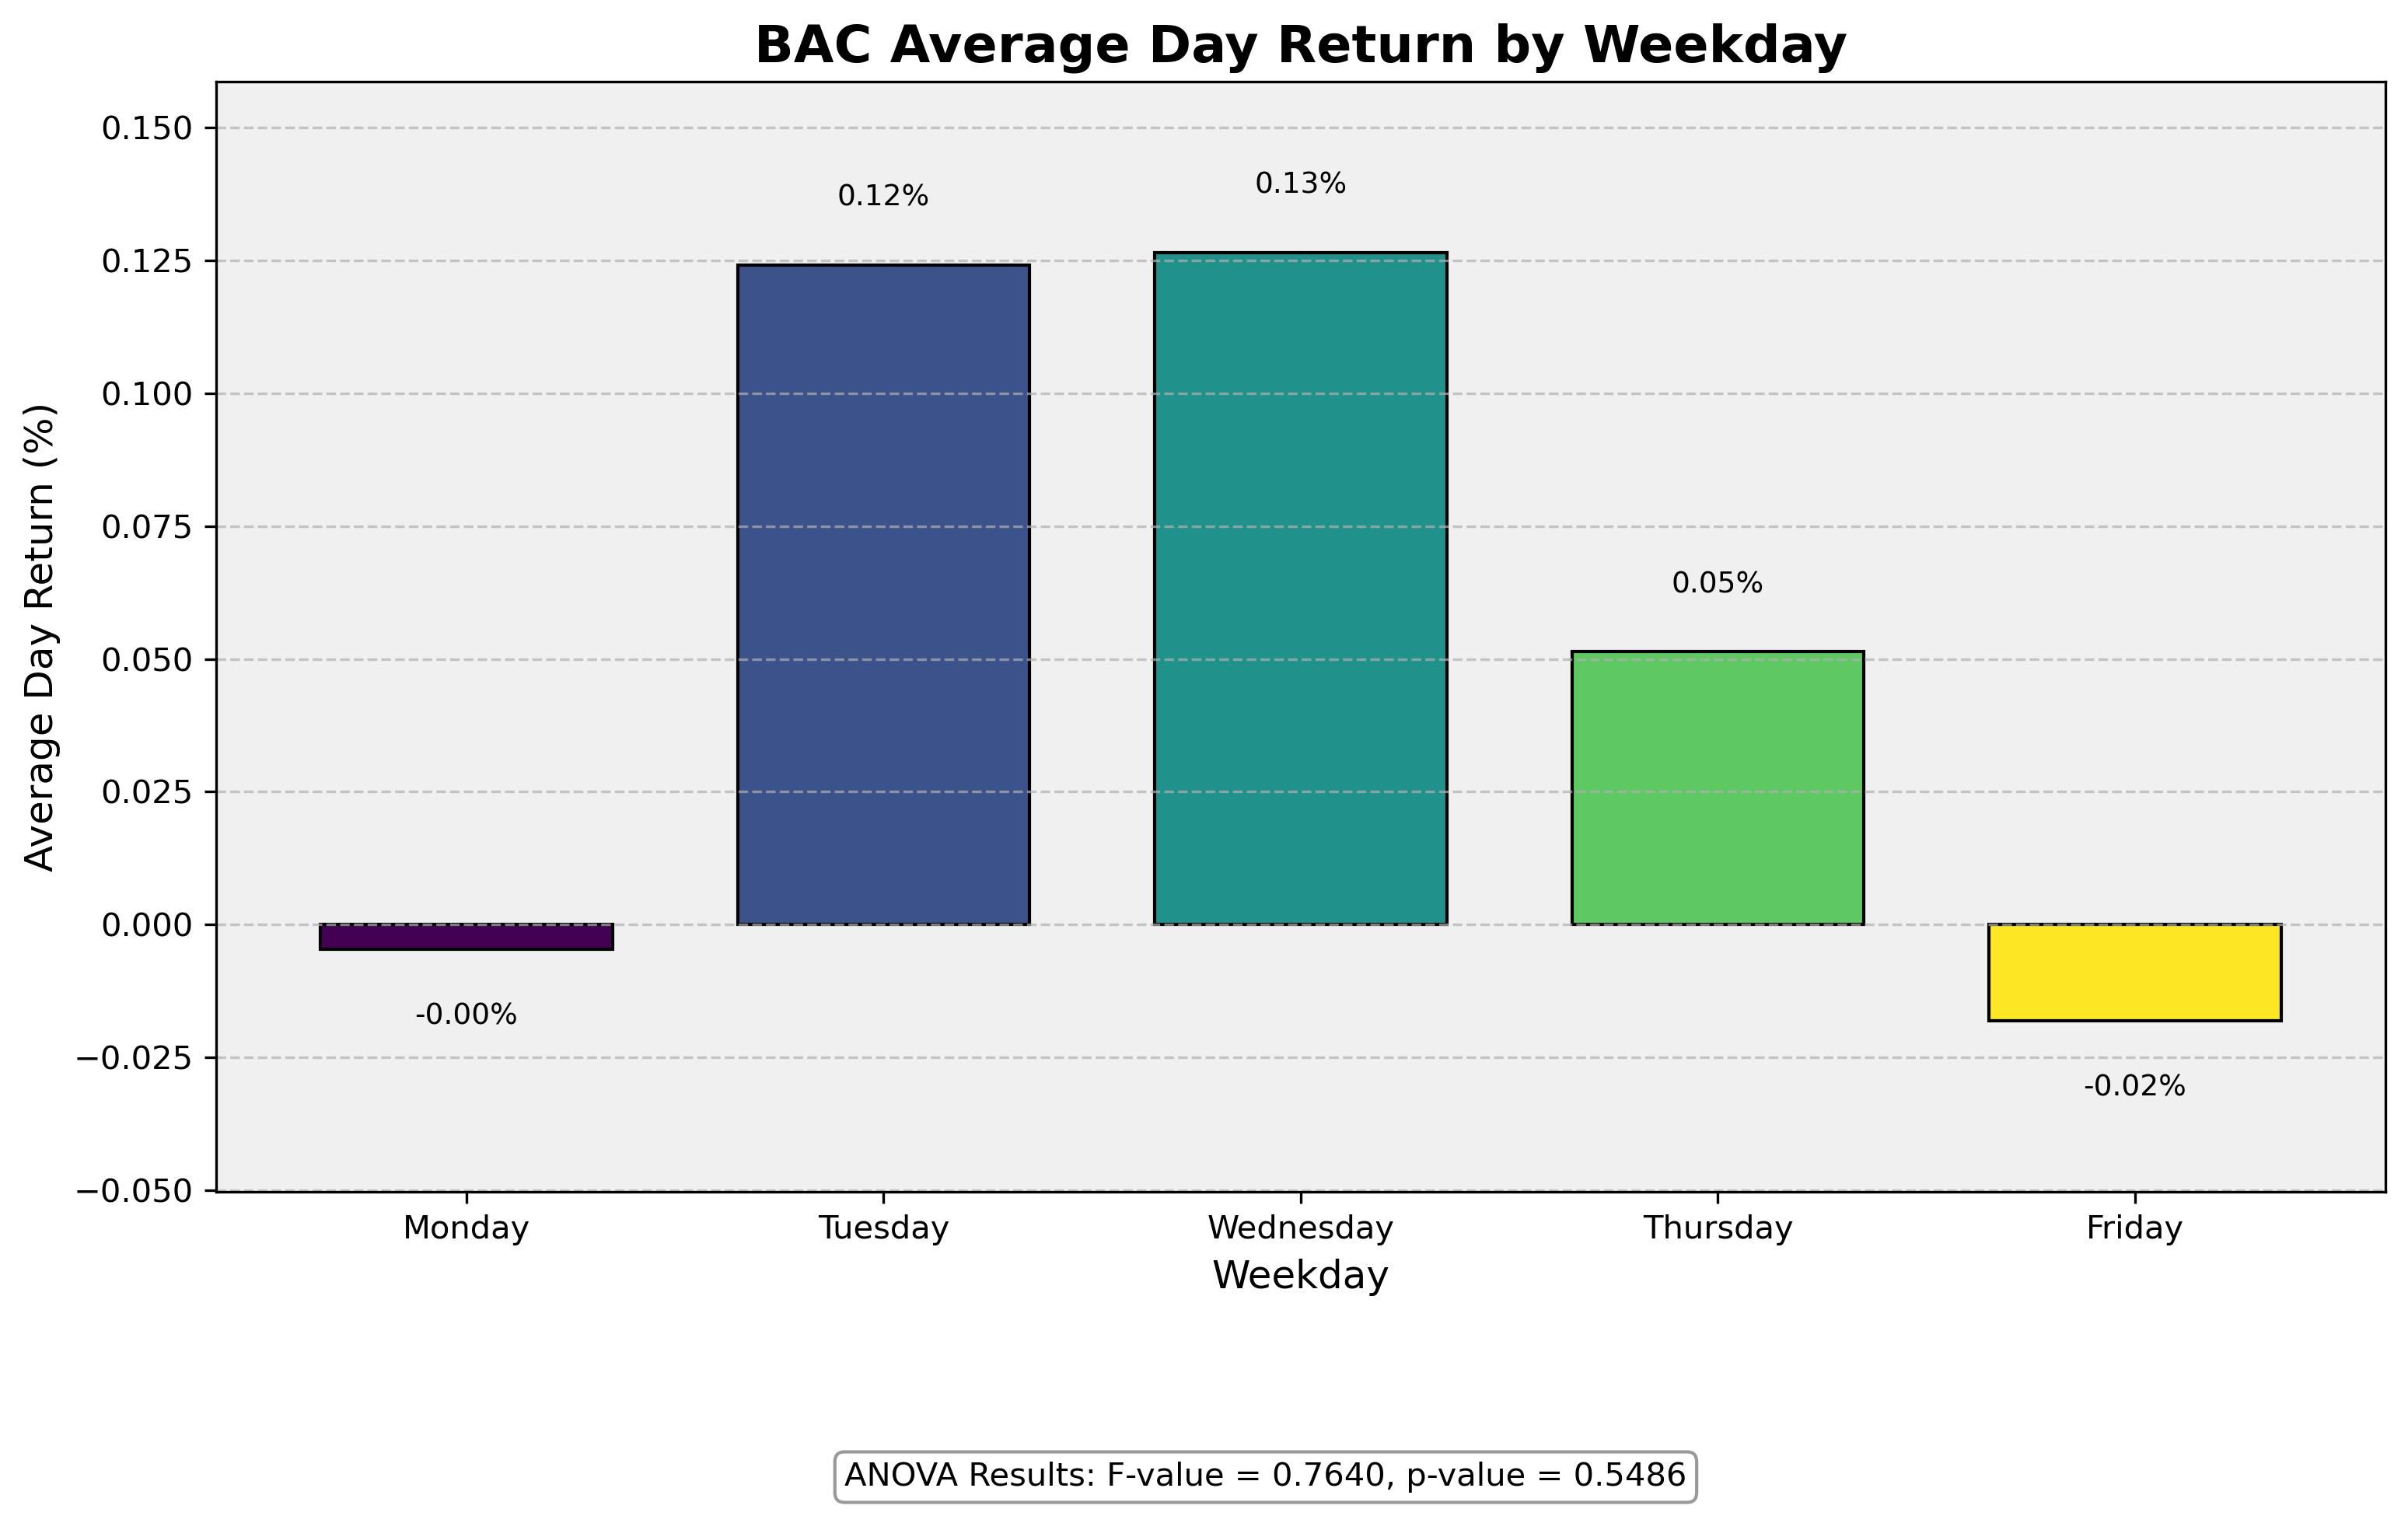 BAC Average Day Return by Weekday
Average Day Return (%)
0.150
0.125
0.100
0.075
0.050
0.025
0.000
−0.025
−0.050
-0.00%
0.12%
0.13%
0.05%
-0.02%
Monday
Tuesday
Wednesday
Thursday
Friday
Weekday
ANOVA Results: F-value = 0.7640, p-value = 0.5486